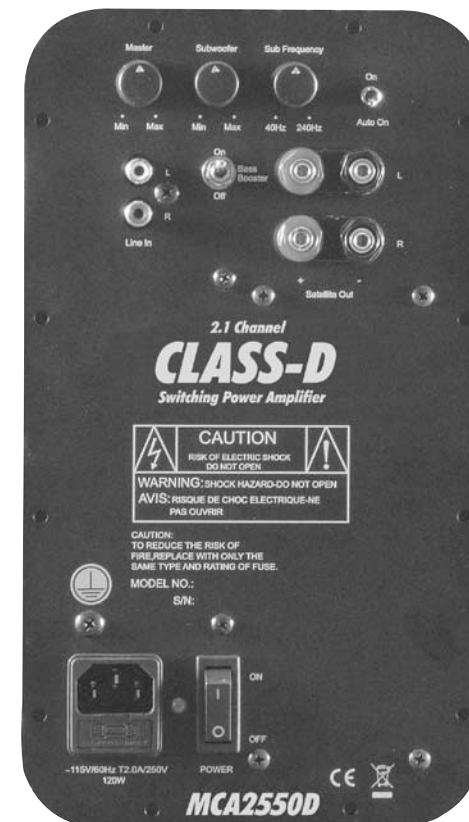 Master Subwoofer Sub Frequency
On
Min Max Min Max 40Hz 240Hz Auto On
On
L Bass L
Booster
Off
R R
Line In
+ -
Satellite Out
2.1 Channel
CLASS-D
Switching Power Amplifier
CAUTION
RISK OF ELECTRIC SHOCK
DO NOT OPEN
WARNING:SHOCK HAZARD-DO NOT OPEN
AVIS:RISQUE DE CHOC ELECTRIQUE-NE
PAS OUVRIR
CAUTION:
TO REDUCE THE RISK OF
FIRE,REPLACE WITH ONLY THE
SAME TYPE AND RATING OF FUSE.
MODEL NO.:
S/N:
ON
I
O
OFF
~115V/60Hz T2.0A/250V POWER
120W
CE
MCA2550D